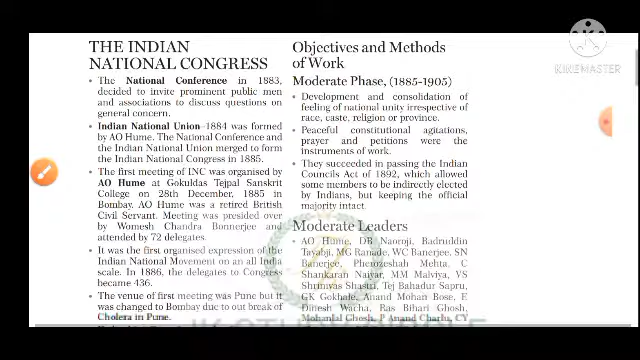 THE INDIAN
NATIONAL CONGRESS
• The National Conference in 1883,
decided to invite prominent public men
and associations to discuss questions on
general concern.
• Indian National Union-1884 was formed
by AO Hume. The National Conference
and the Indian National Union merged to
form the Indian National Congress in 1885.
• The first meeting of INC was organised by
AO Hume at Gokuldas Tejpal Sanskrit
College on 28th December, 1885 in
Bombay. AO Hume was a retired British
Civil Servant. Meeting was presided over
by Womesh Chandra Bonnerjee and
attended by 72 delegates.
• It was the first organised expression of the
Indian National Movement on an all India
scale. In 1886, the delegates to Congress
became 436.
• The venue of first meeting was Pune but it
was changed to Bombay due to out break of
Cholera in Pune.
Objectives and Methods
of Work
Moderate Phase, (1885-1905)
• Development and consolidation of
feeling of national unity irrespective of
race, caste, religion or province.
• Peaceful constitutional agitations,
prayer and petitions were the
instruments of work.
• They succeeded in passing the Indian
Councils Act of 1892, which allowed
some members to be indirectly elected
by Indians, but keeping the official
majority intact.
Moderate Leaders
• AO Hume, DB Naoroji, Badruddin
Tayabji, MG Ranade, WC Banerjee, SN
Banerjee, Pherozeshah Mehta, C
Shankaran Naiyar, MM Malviya, VS
Shrinivas Shastri, Tej Bahadur Sapru,
GK Gokhale, Anand Mohan Bose, E
Dinesh Wacha, Ras Bihari Ghosh,
Mohanlal Ghosh, P Anand Charlu, CY
Made with
KINEMASTER